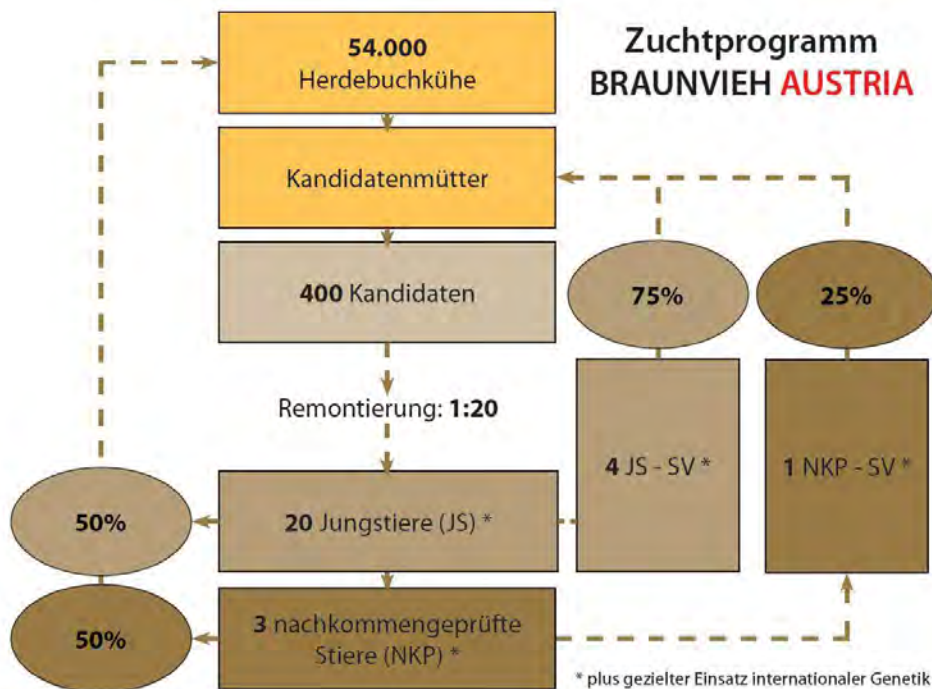 Zuchtprogramm
BRAUNVIEH AUSTRIA
54.000
Herdebuchkühe
Kandidatenmütter
400 Kandidaten
75%
25%
Remontierung: 1:20
4 JS - SV *
1 NKP - SV *
50%
20 Jungstiere (JS) *
50%
3 nachkommengeprüfte
Stiere (NKP) *
* plus gezielter Einsatz internationaler Genetik